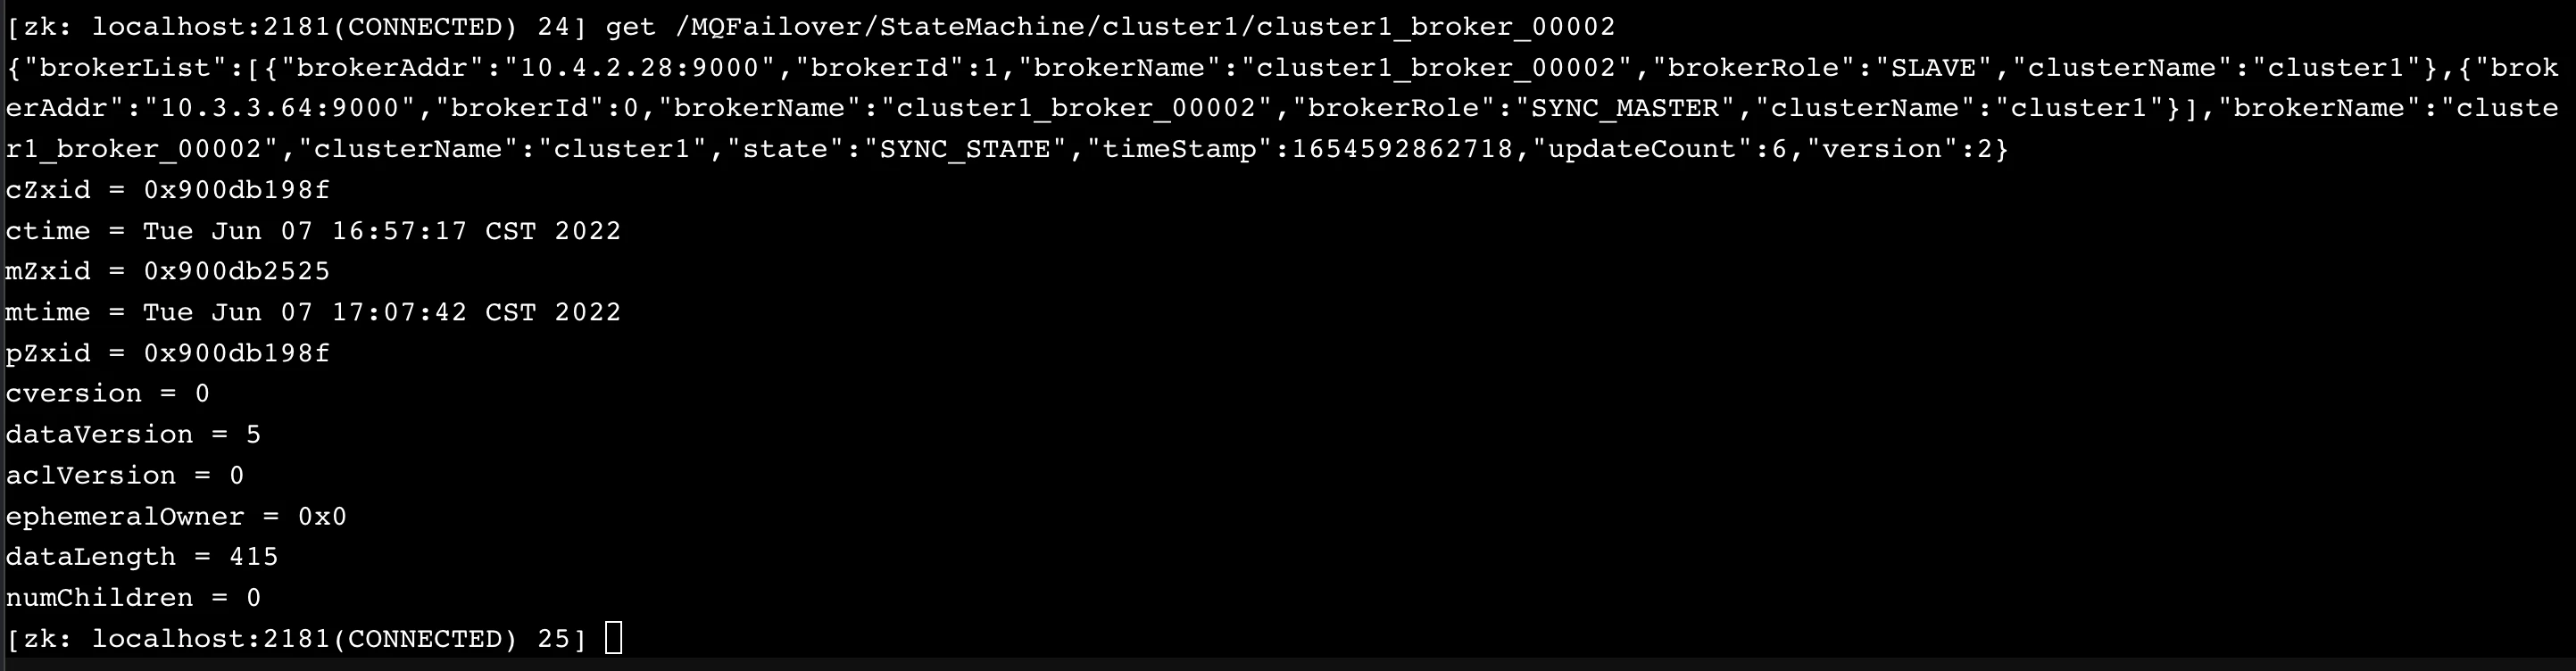 [zk: localhost:2181(CONNECTED) 24] get /MQFailover/StateMachine/cluster1/cluster1_broker_00002
{"brokerList":[{"brokerAddr":"10.4.2.28:9000","brokerId":1,"brokerName":"cluster1_broker_00002","brokerRole":"SLAVE","clusterName":"cluster1"},{"brok
erAddr":"10.3.3.64:9000","brokerId":0,"brokerName":"cluster1_broker_00002","brokerRole":"SYNC_MASTER","clusterName":"cluster1"}],"brokerName":"cluste
r1_broker_00002","clusterName":"cluster1","state":"SYNC_STATE","timeStamp":1654592862718,"updateCount":6,"version":2}
cZxid = 0x900db198f
ctime = Tue Jun 07 16:57:17 CST 2022
mZxid = 0x900db2525
mtime = Tue Jun 07 17:07:42 CST 2022
pZxid = 0x900db198f
cversion = 0
dataVersion = 5
aclVersion = 0
ephemeralOwner = 0x0
dataLength = 415
numChildren = 0
[zk: localhost:2181(CONNECTED) 25]